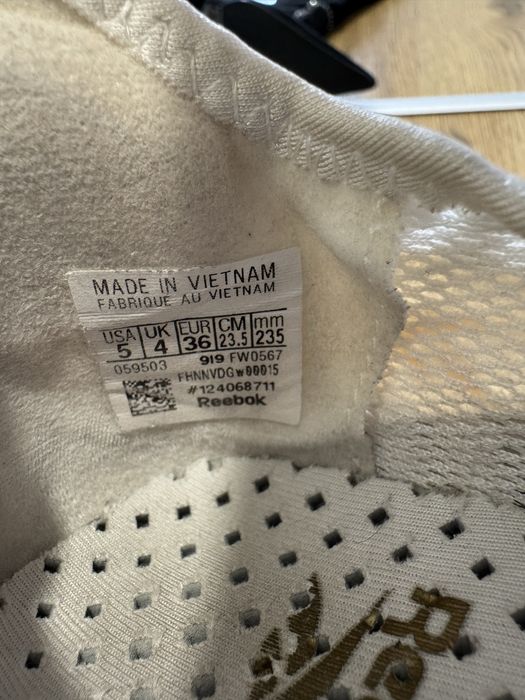 MADE IN VIETNAM
FABRIQUE AU VIETNAM
USA UK EUR CM mm
5 4 36 23.5 235
059503 919 FW0567
FHNNVDGW00015
#124068711
Reebok